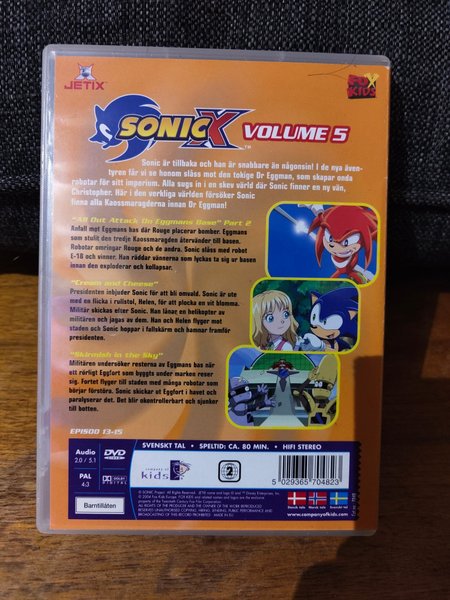 JETIX
FOX KIDS
SONIC X VOLUME 5
TM
Sonic är tillbaka och han är snabbare än någonsin! I de nya även-
tyren får vi se honom slåss mot den tokige Dr Eggman, som skapar onda
robotar för sitt imperium. Alla sugs in i en skev värld där Sonic finner en ny vän,
Christopher. Här i den verkliga världen försöker Sonic
finna alla Kaossmaragderna innan Dr Eggman!
"All Out Attack On Eggmans Base" Part 2
Anfall mot Eggmans bas där Rouge placerar bomber. Eggmans
som stulit den tredje Kaossmaragden återvänder till basen.
Robotar omringar Rouge och de andra. Sonic slåss med robot
E-18 och vinner. Han räddar vännerna som lyckas ta sig ur basen
innan den exploderar och kollapsar.
"Cream and Cheese"
Presidenten inbjuder Sonic för att bli omvald. Sonic är ute
med en flicka i rullstol, Helen, för att plocka en vit blomma.
Militär skickas efter Sonic. Han lånar en helikopter av
militären och jagas av dem. Han och Helen flyger mot
staden och Sonic hoppar i fallskärm och hamnar framför
presidenten.
"Skirmish in the Sky"
Militären undersöker resterna av Eggmans bas när
ett rörligt Eggfort som byggts under marken reser
sig. Fortet flyger till staden med många robotar som
börjar förstöra. Sonic skickar ut Eggfort i havet och
paralyserar det. Det blir okontrollerbart och sjunker
till botten.
EPISOD 13-15
SVENSKT TAL • SPELTID: CA. 80 MIN. • HIFI STEREO
Audio
2.0 / 5.1
DVD
VIDEO
PAL
4:3
DOLBY
DIGITAL
Barntillåten
company of
kids
2
5 029365 704823
Dansk tale
Norsk tale
Svenskt tal
www.companyofkids.com